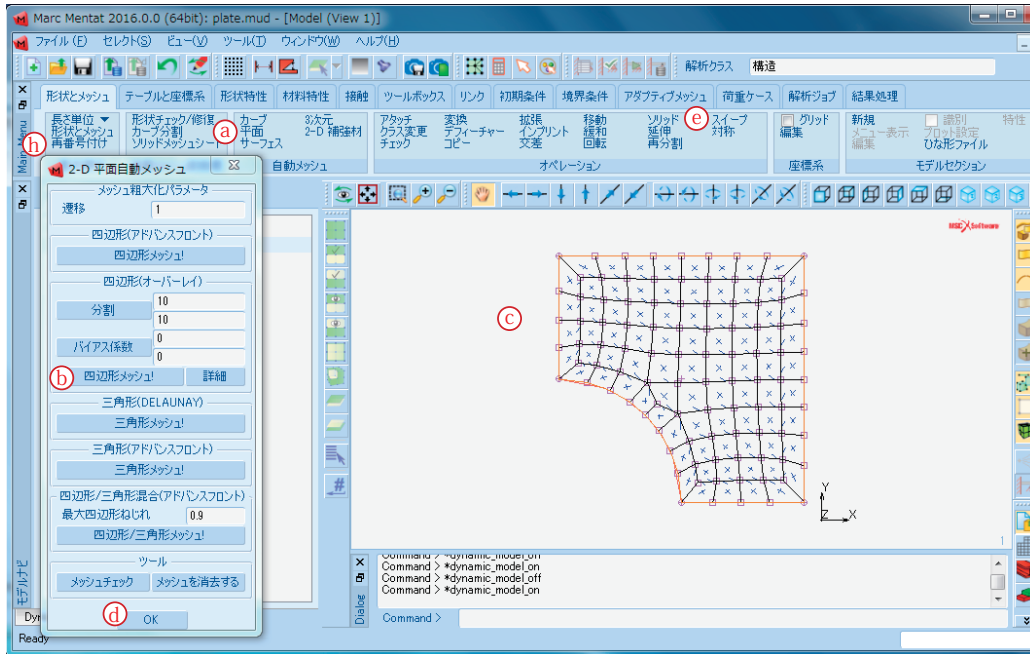 Marc Mentat 2016.0.0 (64bit): plate.mud - [Model (View 1)]
ファイル(F) セレクト(S) ビュー(V) ツール(T) ウィンドウ(W) ヘルプ(H)
解析クラス 構造
形状とメッシュ テーブルと座標系 形状特性 材料特性 接触 ツールボックス リンク 初期条件 境界条件 アダプティブメッシュ 荷重ケース 解析ジョブ 結果処理
Main Menu
長さ単位 ▼
形状とメッシュ
再番号付け
形状チェック/修復
カーブ分割
ソリッドメッシュシード
カーブ
平面
サーフェス
3次元
2-D 補強材
自動メッシュ
アタッチ
クラス変更
チェック
変換
デフィーチャー
コピー
拡張
インプリント
交差
移動
緩和
回転
ソリッド
延伸
再分割
スイープ
対称
オペレーション
グリッド
編集
座標系
新規
メニュー表示
編集
識別
プロット設定
ひな形ファイル
特性
モデルセクション
h
a
e
2-D 平面自動メッシュ
メッシュ粗大化パラメータ
遷移 1
四辺形(アドバンスフロント)
四辺形メッシュ!
四辺形(オーバーレイ)
分割 10
10
バイアス係数 0
0
b 四辺形メッシュ! 詳細
三角形(DELAUNAY)
三角形メッシュ!
三角形(アドバンスフロント)
三角形メッシュ!
四辺形/三角形混合(アドバンスフロント)
最大四辺形ねじれ 0.9
四辺形/三角形メッシュ!
ツール
メッシュチェック メッシュを消去する
d OK
モデルナビ
Dyn
Ready
MSC Software
c
Y
Z X
1
Dialog
Command > *dynamic_model_off
Command > *dynamic_model_on
Command > *dynamic_model_off
Command > *dynamic_model_on
Command >